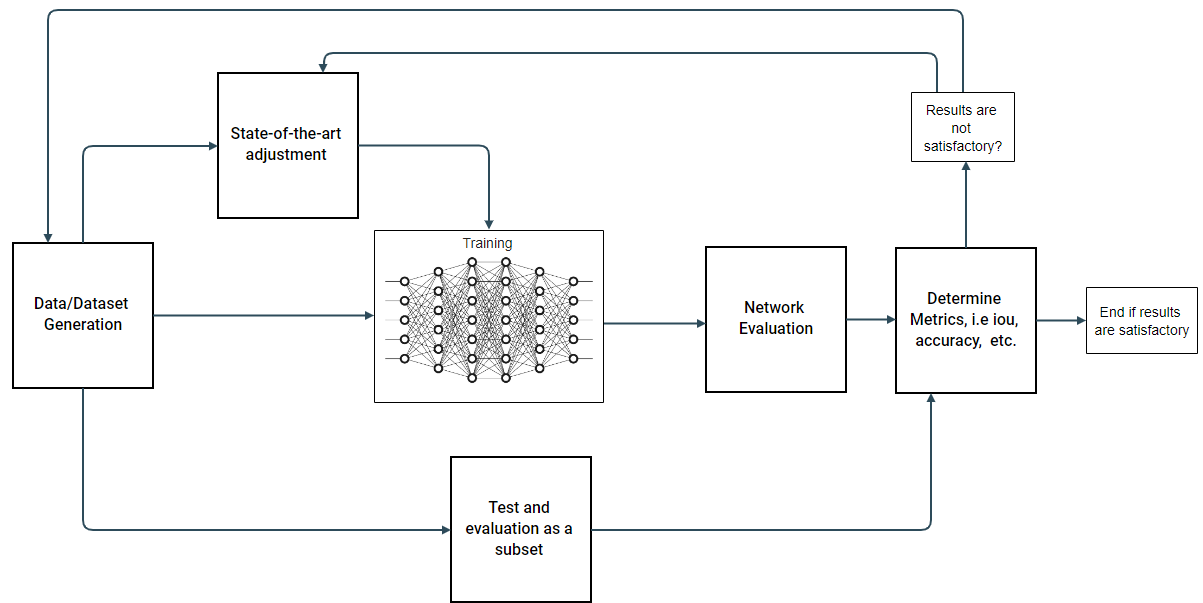 Results are
not
satisfactory?
State-of-the-art
adjustment
Training
Data/Dataset
Generation
Network
Evaluation
Determine
Metrics, i.e iou,
accuracy, etc.
End if results
are satisfactory
Test and
evaluation as a
subset